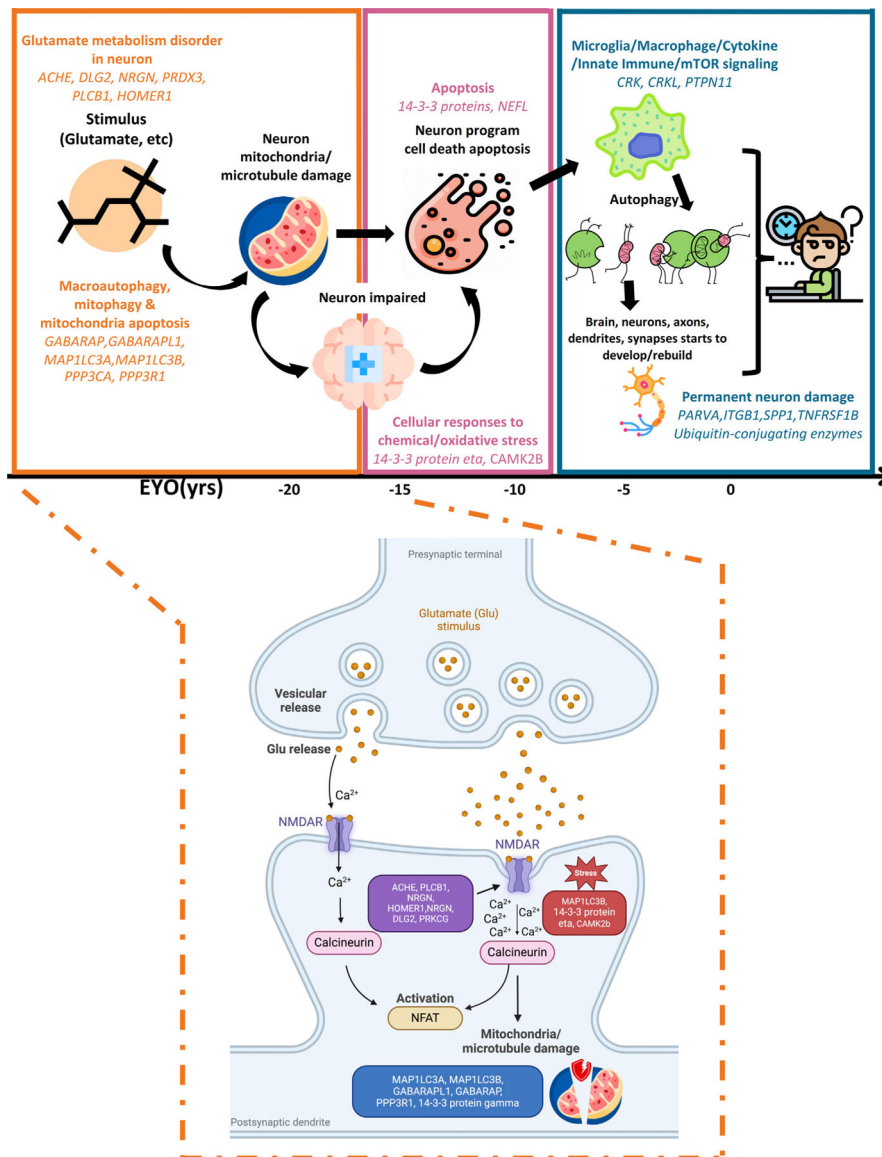 Glutamate metabolism disorder
in neuron
ACHE, DLG2, NRGN, PRDX3,
PLCB1, HOMER1
Stimulus
(Glutamate, etc)
Neuron
mitochondria/
microtubule damage
Macroautophagy,
mitophagy &
mitochondria apoptosis
GABARAP,GABARAPL1,
MAP1LC3A,MAP1LC3B,
PPP3CA, PPP3R1
Apoptosis
14-3-3 proteins, NEFL
Neuron program
cell death apoptosis
Neuron impaired
Cellular responses to
chemical/oxidative stress
14-3-3 protein eta, CAMK2B
Microglia/Macrophage/Cytokine
/Innate Immune/mTOR signaling
CRK, CRKL, PTPN11
Autophagy
?
...
Brain, neurons, axons,
dendrites, synapses starts to
develop/rebuild
Permanent neuron damage
PARVA,ITGB1,SPP1,TNFRSF1B
Ubiquitin-conjugating enzymes
EYO(yrs) -20 -15 -10 -5 0
Presynaptic terminal
Glutamate (Glu)
stimulus
Vesicular
release
Glu release
Ca2+
NMDAR
NMDAR
Ca2+
ACHE, PLCB1,
NRGN,
HOMER1,NRGN,
DLG2, PRKCG
Stress
MAP1LC3B,
14-3-3 protein
eta, CAMK2b
Ca2+
Ca2+ Ca2+
Ca2+ Ca2+
Calcineurin
Calcineurin
Activation
NFAT
Mitochondria/
microtubule damage
MAP1LC3A, MAP1LC3B,
GABARAPL1, GABARAP,
PPP3R1, 14-3-3 protein gamma
Postsynaptic dendrite